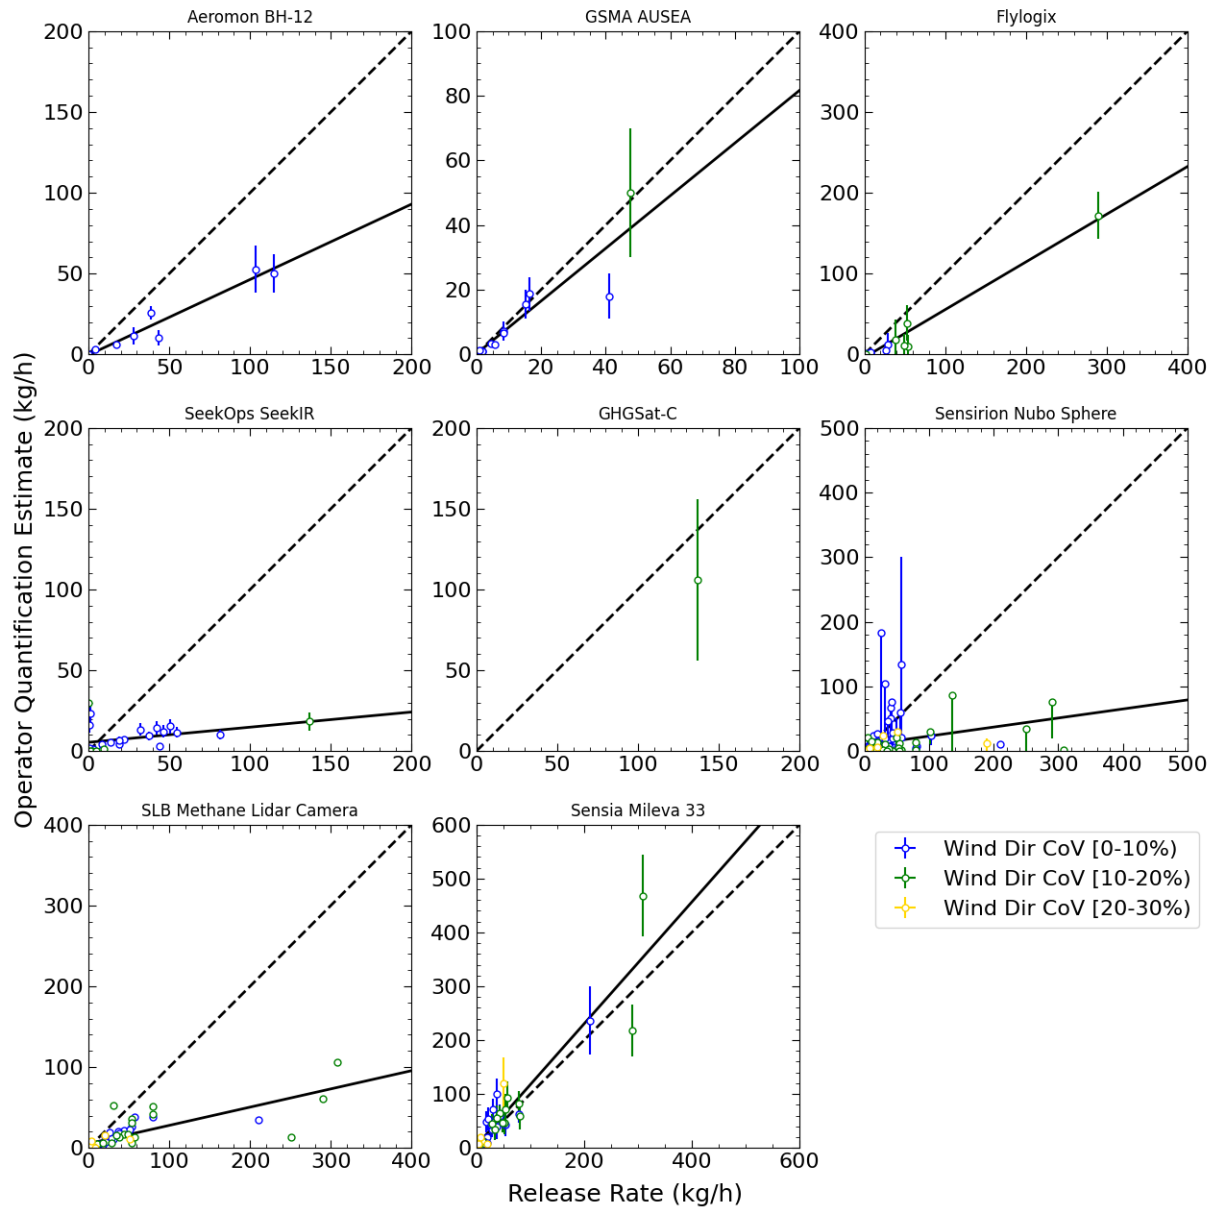 Aeromon BH-12
GSMA AUSEA
Flylogix
200
150
100
50
0
0 50 100 150 200
100
80
60
40
20
0
0 20 40 60 80 100
400
300
200
100
0
0 100 200 300 400
Operator Quantification Estimate (kg/h)
SeekOps SeekIR
GHGSat-C
Sensirion Nubo Sphere
200
150
100
50
0
0 50 100 150 200
200
150
100
50
0
0 50 100 150 200
500
400
300
200
100
0
0 100 200 300 400 500
SLB Methane Lidar Camera
Sensia Mileva 33
400
300
200
100
0
0 100 200 300 400
600
500
400
300
200
100
0
0 200 400 600
Wind Dir CoV [0-10%)
Wind Dir CoV [10-20%)
Wind Dir CoV [20-30%)
Release Rate (kg/h)